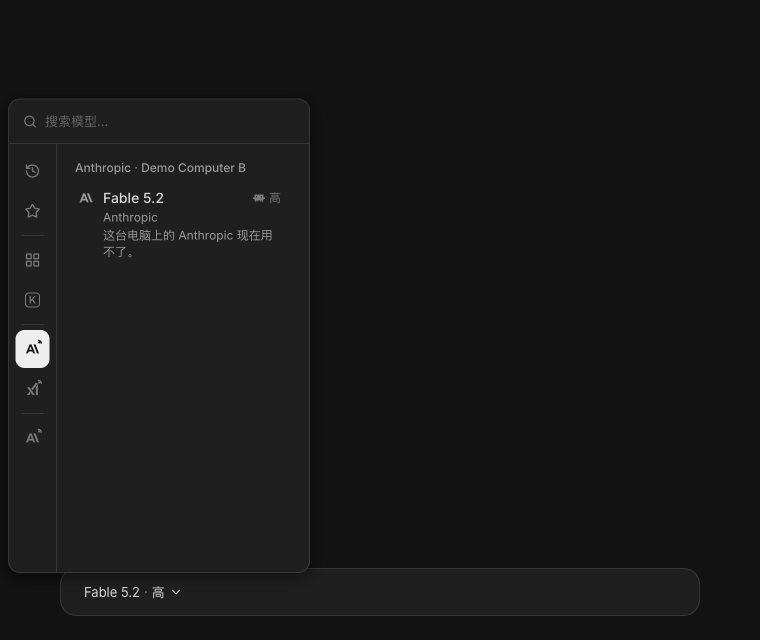 搜索模型...
Anthropic · Demo Computer B
Fable 5.2 高
Anthropic
这台电脑上的 Anthropic 现在用
不了。
K
Fable 5.2 · 高